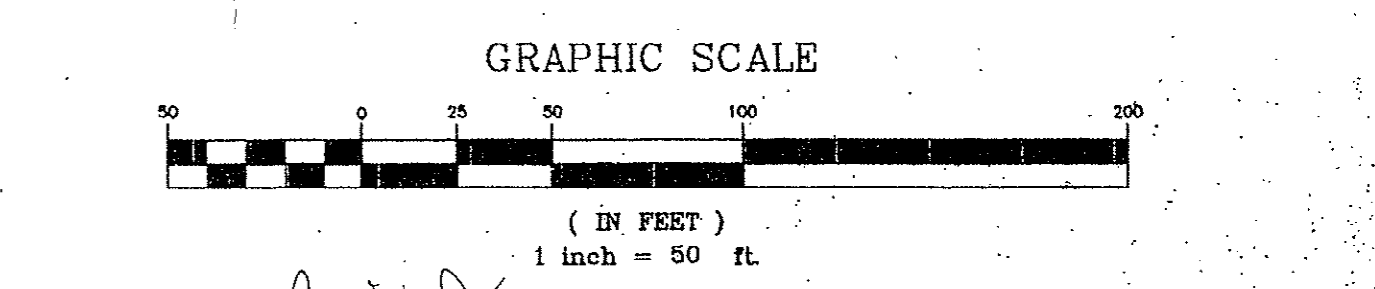 GRAPHIC SCALE
50 0 25 50 100 200
( IN FEET )
1 inch = 50 ft.